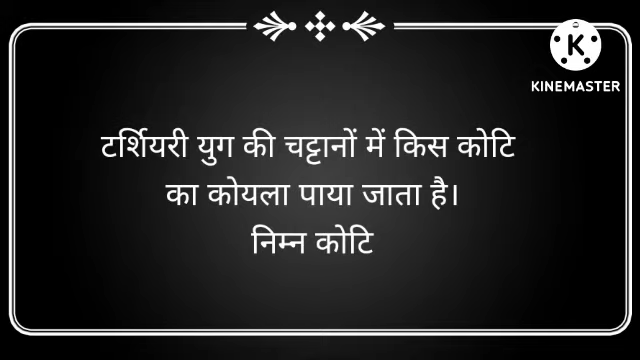 K
KINEMASTER
टर्शियरी युग की चट्टानों में किस कोटि
का कोयला पाया जाता है।
निम्न कोटि